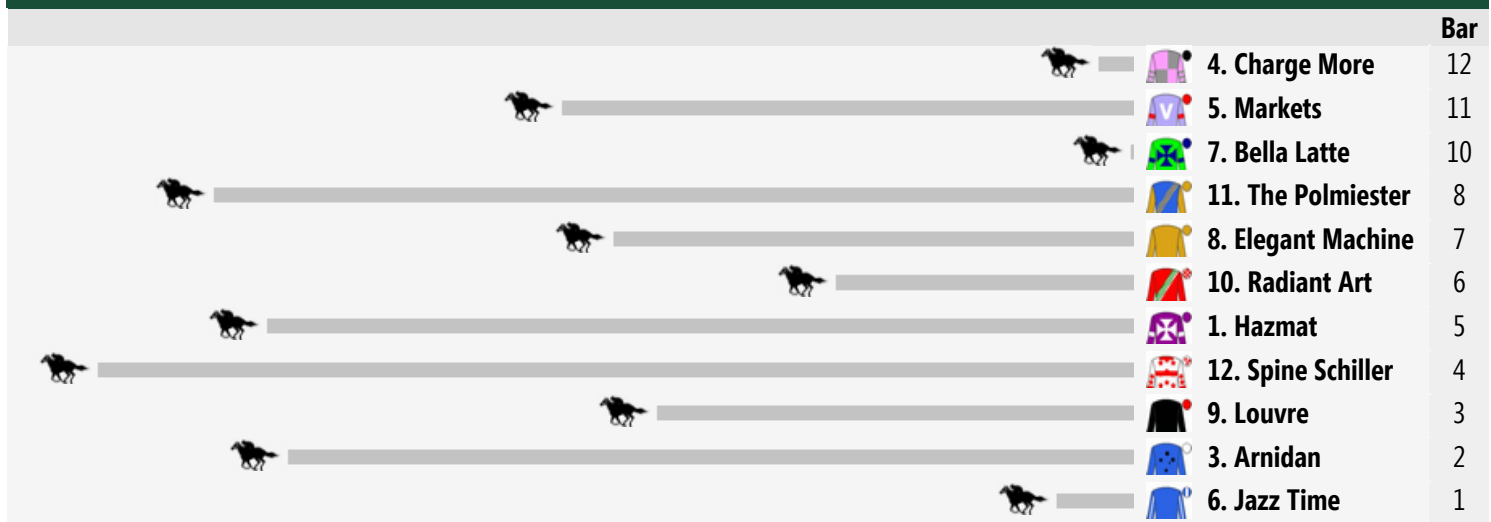 Bar
4. Charge More 12
V
5. Markets 11
7. Bella Latte 10
11. The Polmiester 8
8. Elegant Machine 7
10. Radiant Art 6
1. Hazmat 5
12. Spine Schiller 4
9. Louvre 3
3. Arnidan 2
6. Jazz Time 1